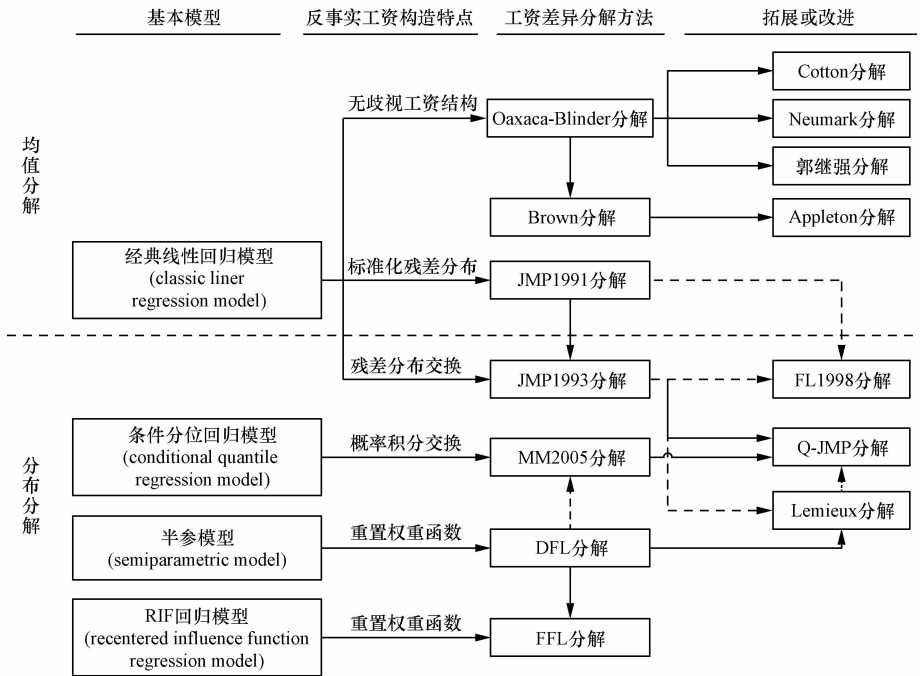 基本模型
反事实工资构造特点
工资差异分解方法
拓展或改进
均值分解
无歧视工资结构
Oaxaca-Blinder分解
Cotton分解
Neumark分解
郭继强分解
Brown分解
Appleton分解
经典线性回归模型
(classic liner
regression model)
标准化残差分布
JMP1991分解
残差分布交换
JMP1993分解
FL1998分解
分布分解
条件分位回归模型
(conditional quantile
regression model)
概率积分交换
MM2005分解
Q-JMP分解
Lemieux分解
半参模型
(semiparametric model)
重置权重函数
DFL分解
RIF回归模型
(recentered influence function
regression model)
重置权重函数
FFL分解